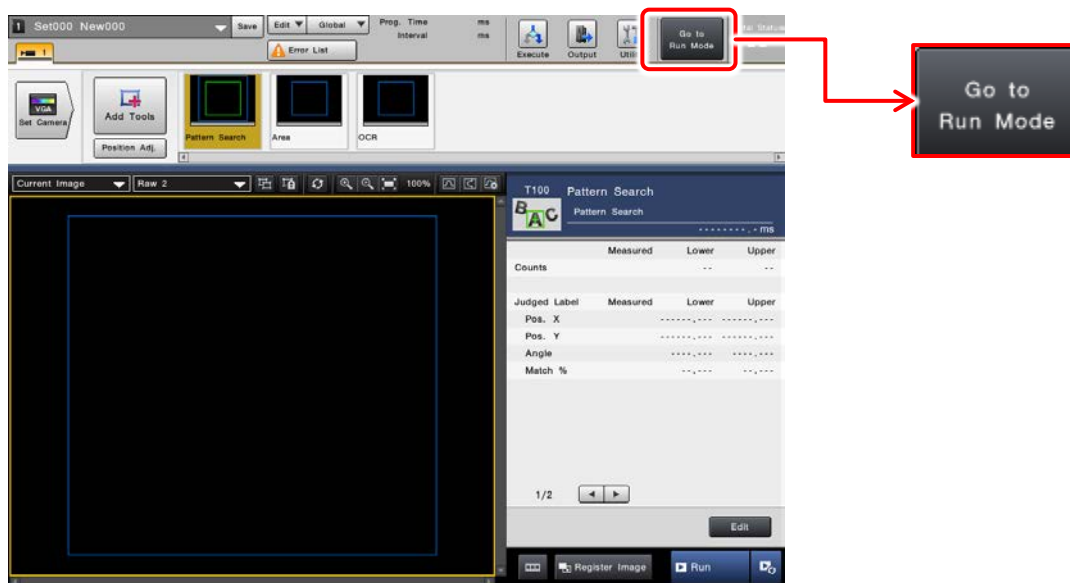 1 Set000 New000 Save Edit Global Prog. Time ms
Interval ms
1 Error List Execute Output Go to
Run Mode
Go to
Run Mode
VGA
Set Camera
Add Tools
Position Adj.
Pattern Search Area OCR
Current Image Raw 2 100%
T100 Pattern Search
BAC Pattern Search
--------.- ms
Measured Lower Upper
Counts -- --
Judged Label Measured Lower Upper
Pos. X ------.--- ------.---
Pos. Y ------.--- ------.---
Angle ----.--- ----.---
Match % --.--- --.---
1/2
Edit
Register Image Run